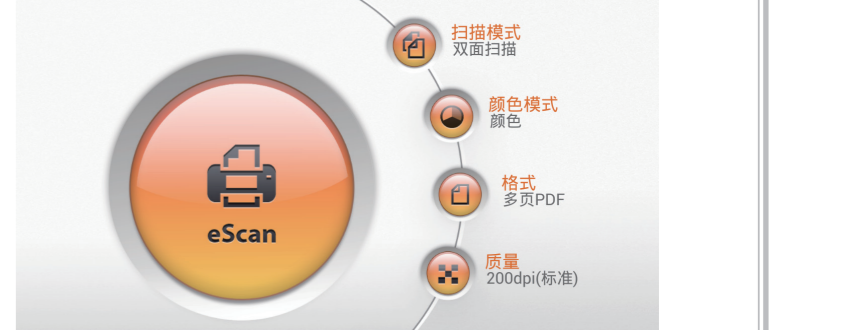 扫描模式
双面扫描
颜色模式
颜色
格式
多页PDF
eScan
质量
200dpi(标准)